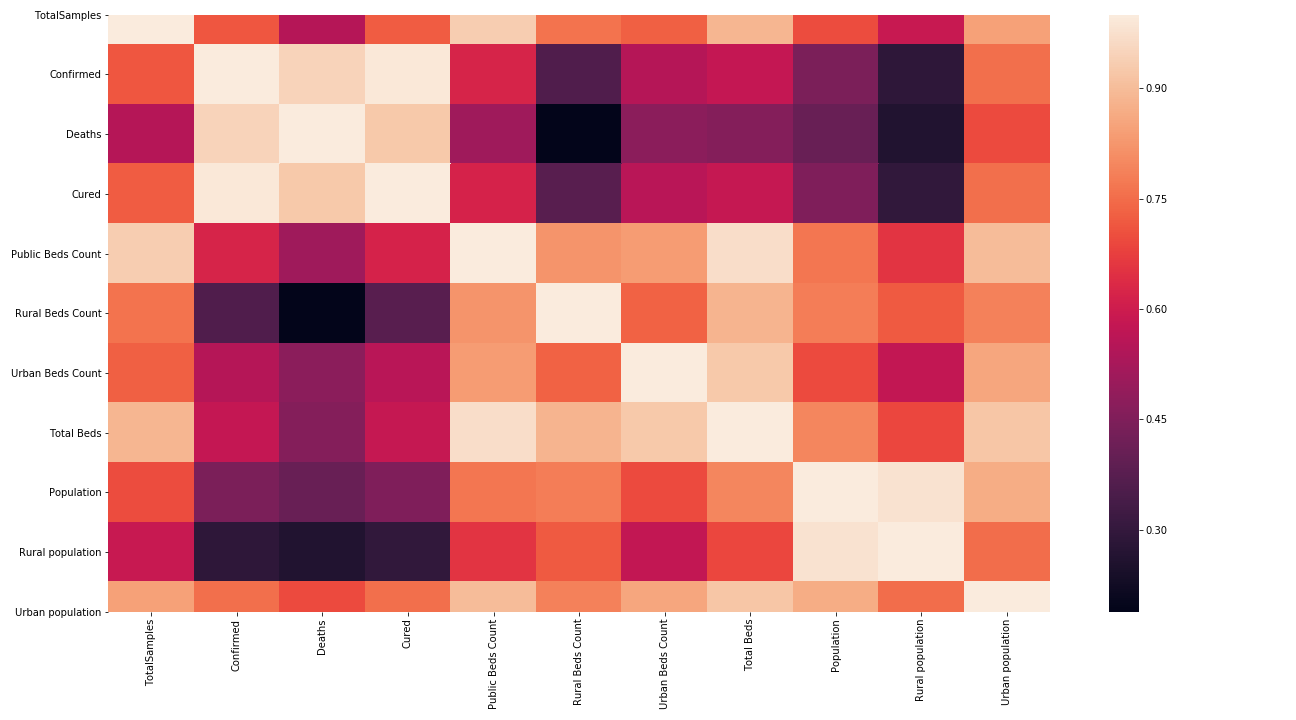 TotalSamples
Confirmed
Deaths
Cured
Public Beds Count
Rural Beds Count
Urban Beds Count
Total Beds
Population
Rural population
Urban population
TotalSamples
Confirmed
Deaths
Cured
Public Beds Count
Rural Beds Count
Urban Beds Count
Total Beds
Population
Rural population
Urban population
0.90
0.75
0.60
0.45
0.30